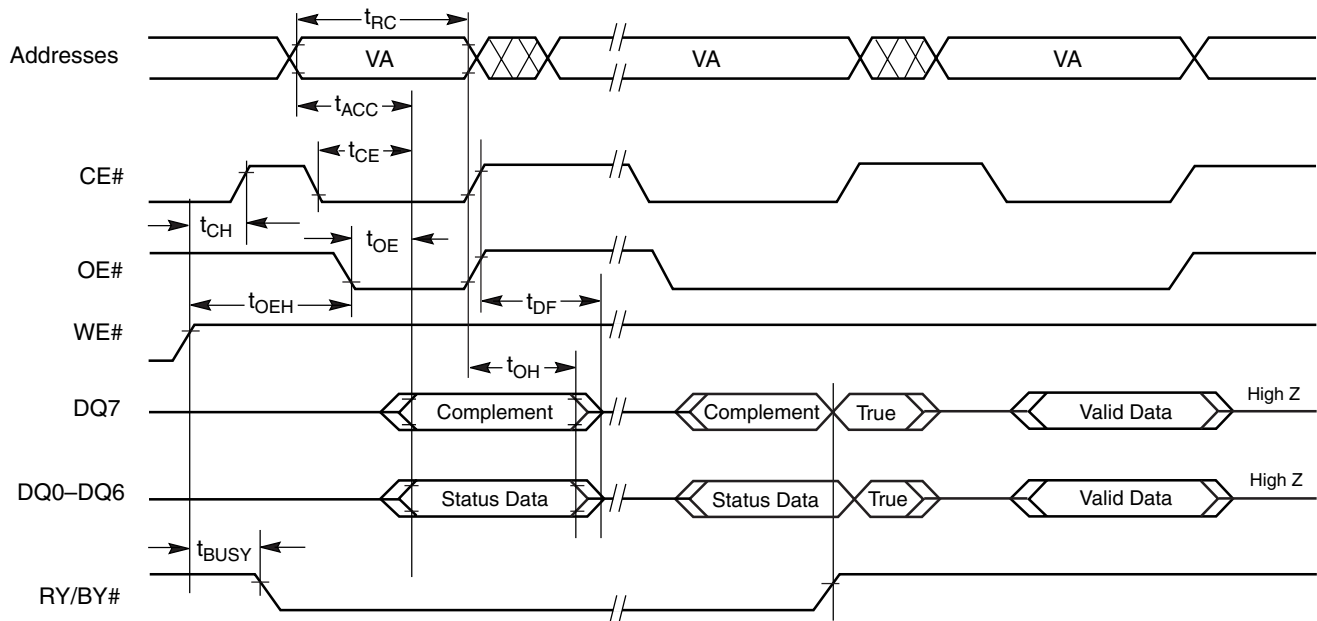 tRC
Addresses VA VA VA
tACC
tCE
CE#
tCH
tOE
OE#
tOEH tDF
WE#
tOH
DQ7 Complement Complement True Valid Data High Z
DQ0–DQ6 Status Data Status Data True Valid Data High Z
tBUSY
RY/BY#